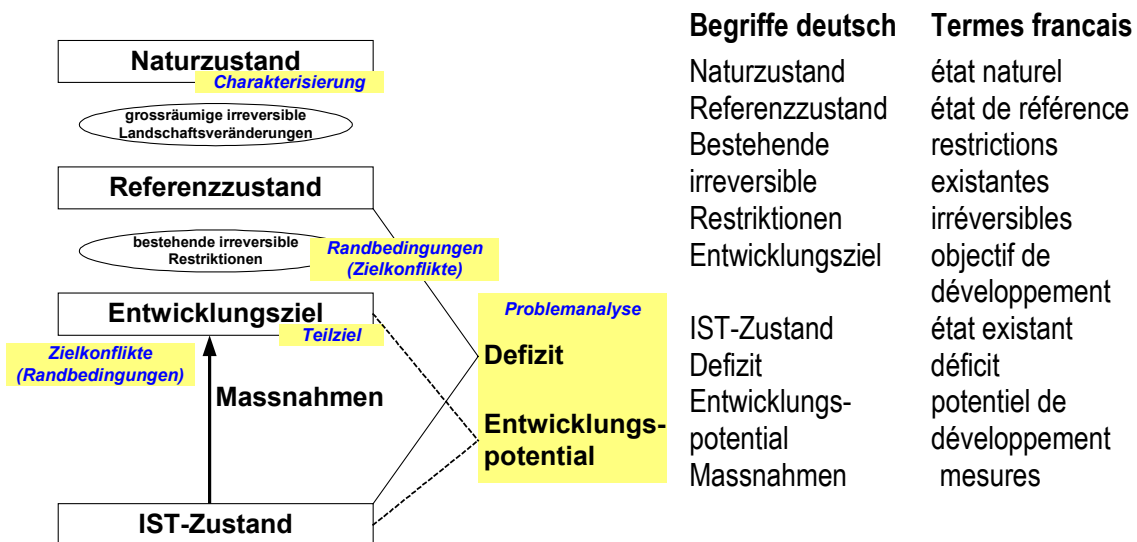 Naturzustand
Charakterisierung
grossräumige irreversible
Landschaftsveränderungen
Referenzzustand
bestehende irreversible
Restriktionen
Randbedingungen
(Zielkonflikte)
Entwicklungsziel
Teilziel
Zielkonflikte
(Randbedingungen)
Massnahmen
Problemanalyse
Defizit
Entwicklungs-
potential
IST-Zustand
Begriffe deutsch Termes francais
Naturzustand état naturel
Referenzzustand état de référence
Bestehende restrictions
irreversible existantes
Restriktionen irréversibles
Entwicklungsziel objectif de
développement
IST-Zustand état existant
Defizit déficit
Entwicklungs- potentiel de
potential développement
Massnahmen mesures